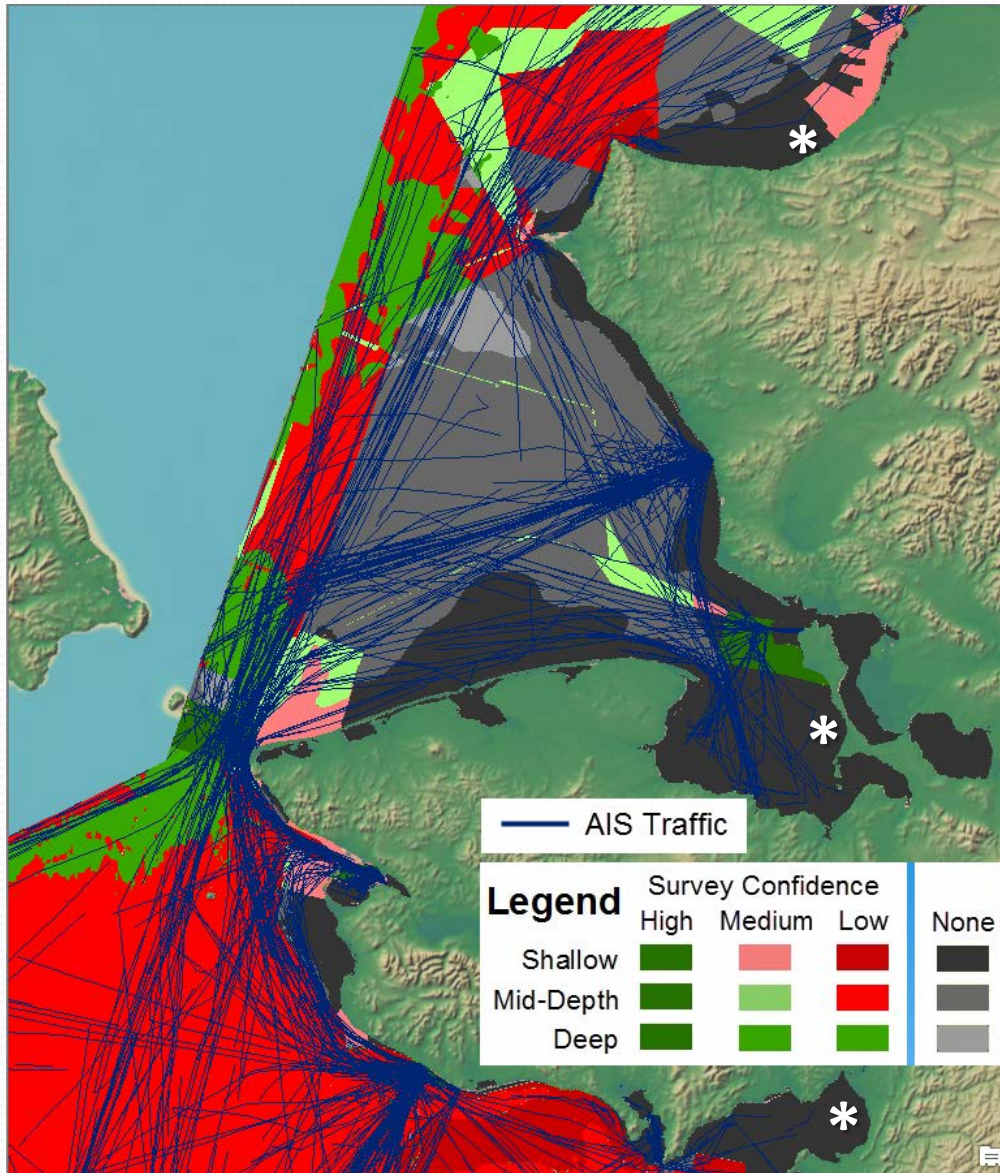 *
*
*
AIS Traffic
Legend
Survey Confidence
High Medium Low None
Shallow
Mid-Depth
Deep